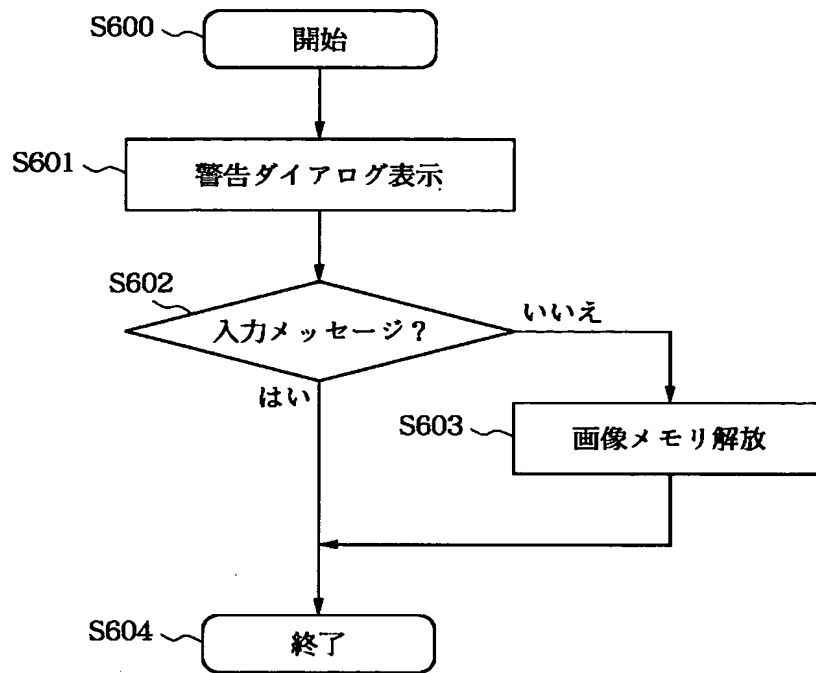 S600
開始
S601
警告ダイアログ表示
S602
入力メッセージ？
いいえ
はい
S603
画像メモリ解放
S604
終了